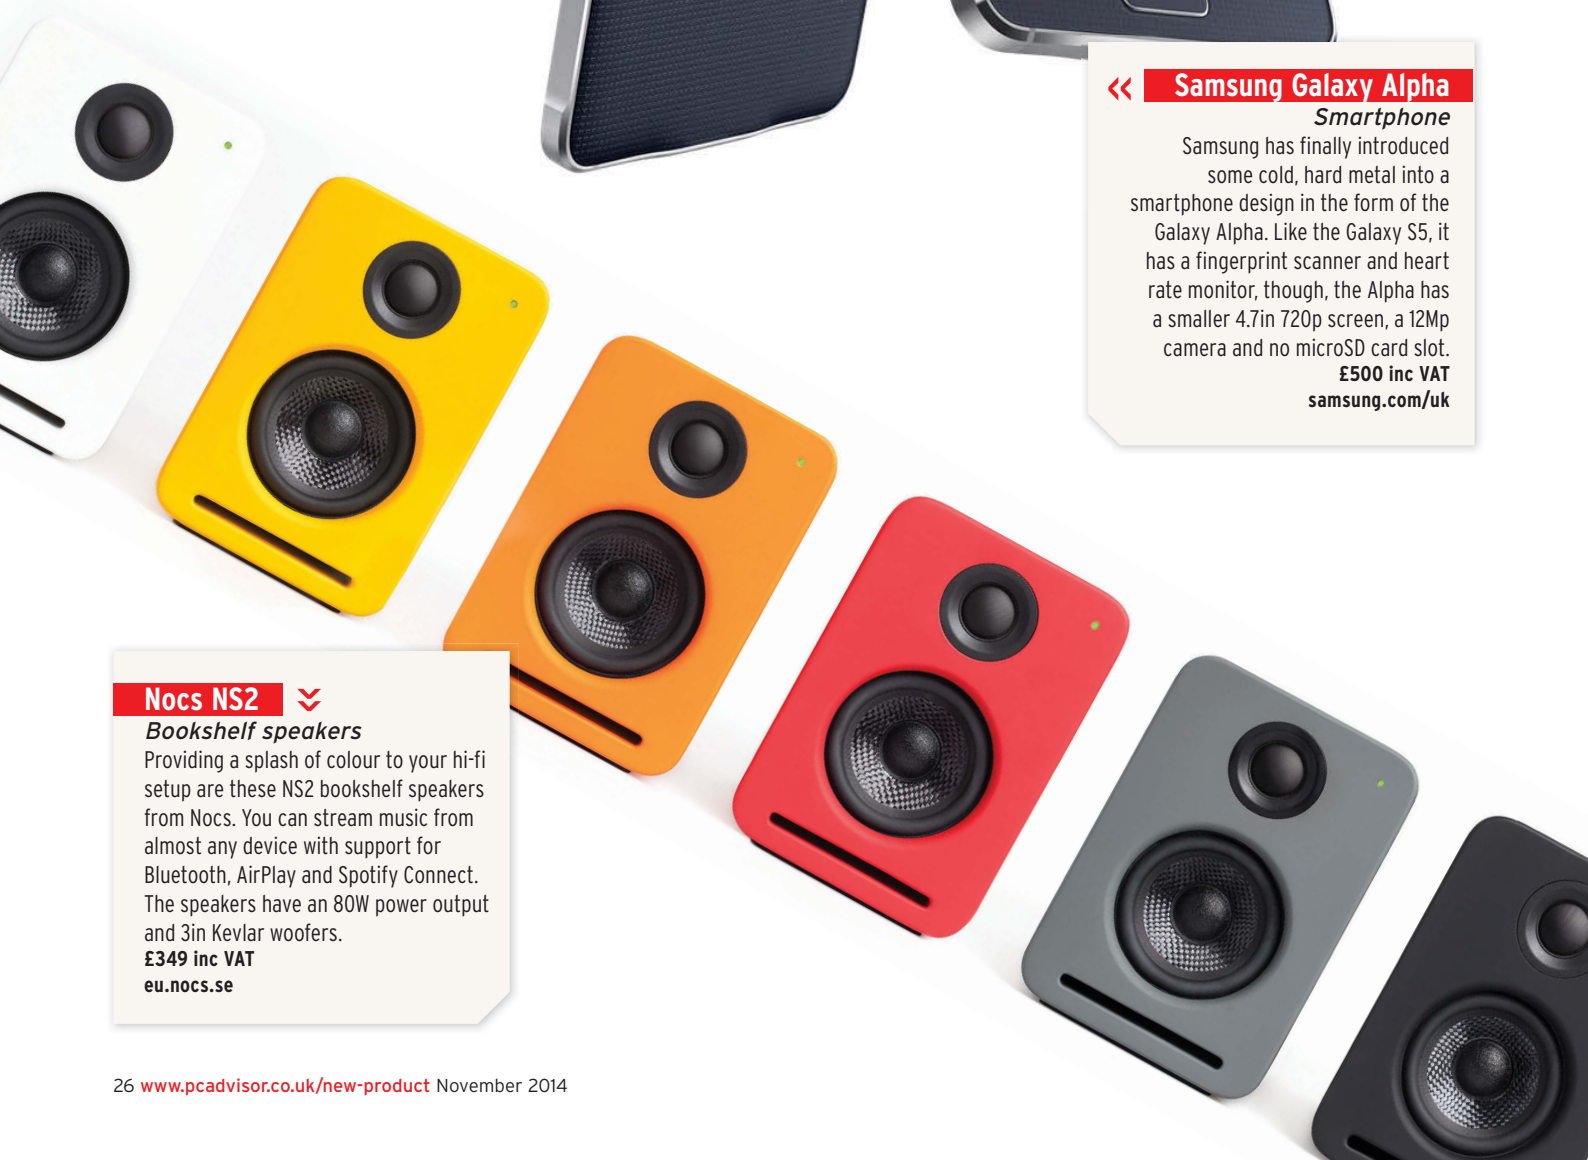 Samsung Galaxy Alpha
Smartphone
Samsung has finally introduced
some cold, hard metal into a
smartphone design in the form of the
Galaxy Alpha. Like the Galaxy S5, it
has a fingerprint scanner and heart
rate monitor, though, the Alpha has
a smaller 4.7in 720p screen, a 12Mp
camera and no microSD card slot.
£500 inc VAT
samsung.com/uk
Nocs NS2
Bookshelf speakers
Providing a splash of colour to your hi-fi
setup are these NS2 bookshelf speakers
from Nocs. You can stream music from
almost any device with support for
Bluetooth, AirPlay and Spotify Connect.
The speakers have an 80W power output
and 3in Kevlar woofers.
£349 inc VAT
eu.nocs.se
26 www.pcadvisor.co.uk/new-product November 2014